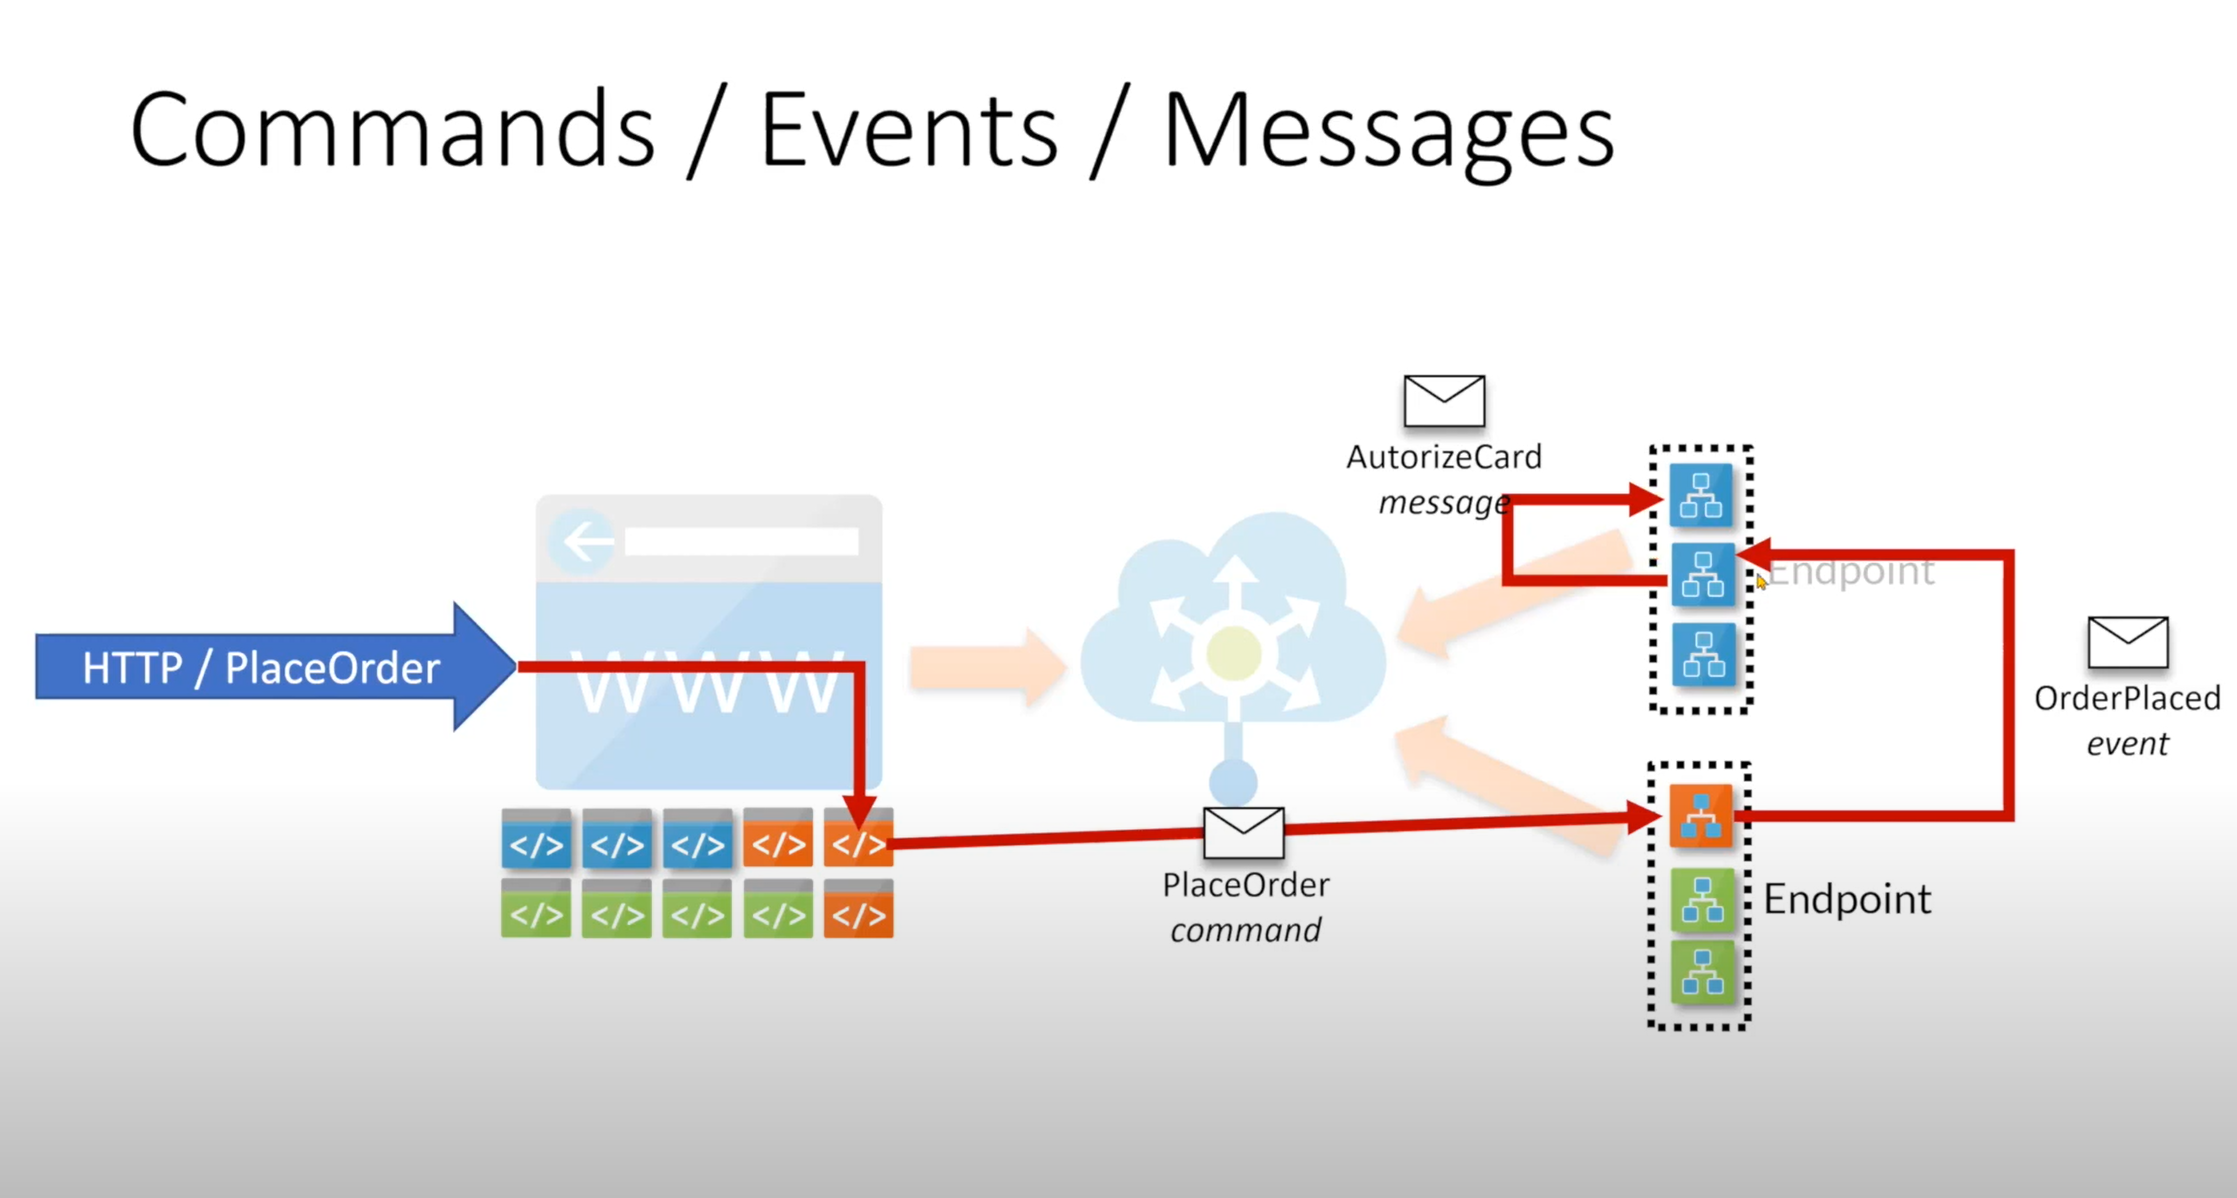 Commands / Events / Messages
AutorizeCard
message
Endpoint
HTTP / PlaceOrder
WWW
OrderPlaced
event
</> </> </> </> </>
PlaceOrder
command
Endpoint
</> </> </> </> </>